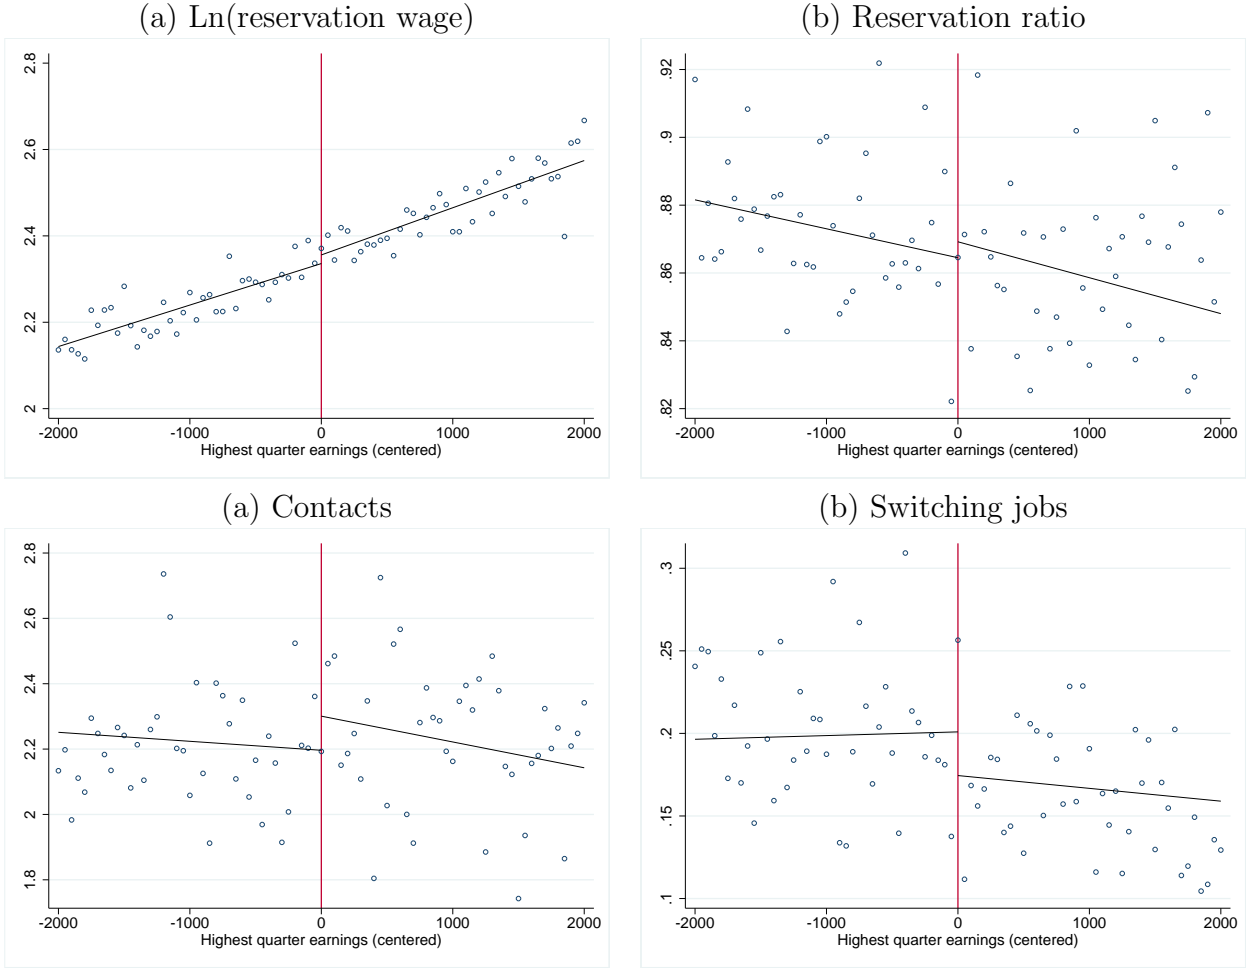 (a) Ln(reservation wage)
2.8
2.6
2.4
2.2
2
-2000 -1000 0 1000 2000
Highest quarter earnings (centered)
(b) Reservation ratio
.92
.9
.88
.86
.84
.82
-2000 -1000 0 1000 2000
Highest quarter earnings (centered)
(a) Contacts
2.8
2.6
2.4
2.2
2
1.8
-2000 -1000 0 1000 2000
Highest quarter earnings (centered)
(b) Switching jobs
.3
.25
.2
.15
.1
-2000 -1000 0 1000 2000
Highest quarter earnings (centered)